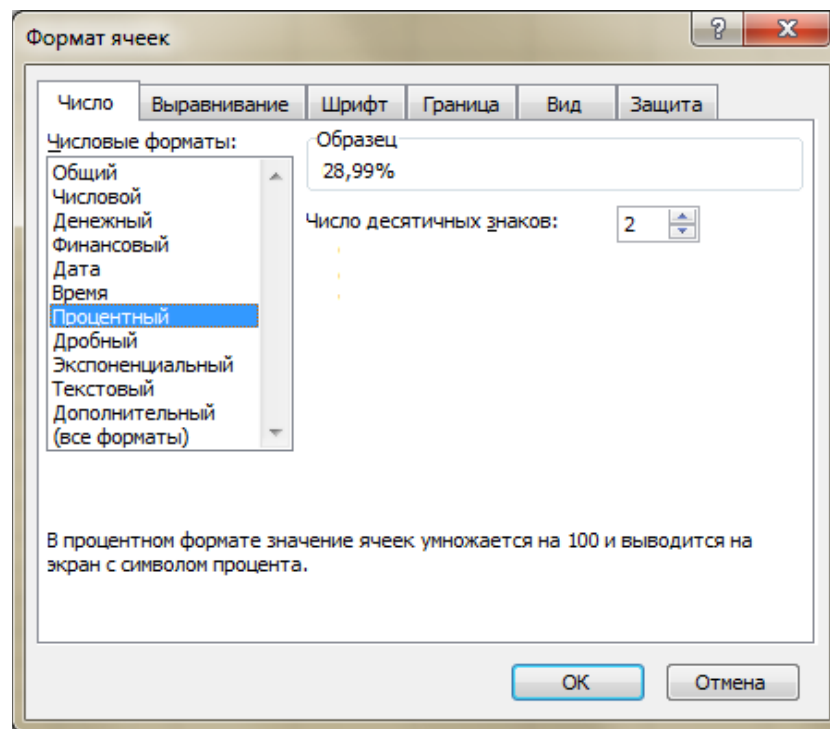 Формат ячеек
Число Выравнивание Шрифт Граница Вид Защита
Числовые форматы:
Общий
Числовой
Денежный
Финансовый
Дата
Время
Процентный
Дробный
Экспоненциальный
Текстовый
Дополнительный
(все форматы)
Образец
28,99%
Число десятичных знаков: 2
В процентном формате значение ячеек умножается на 100 и выводится на
экран с символом процента.
ОК Отмена